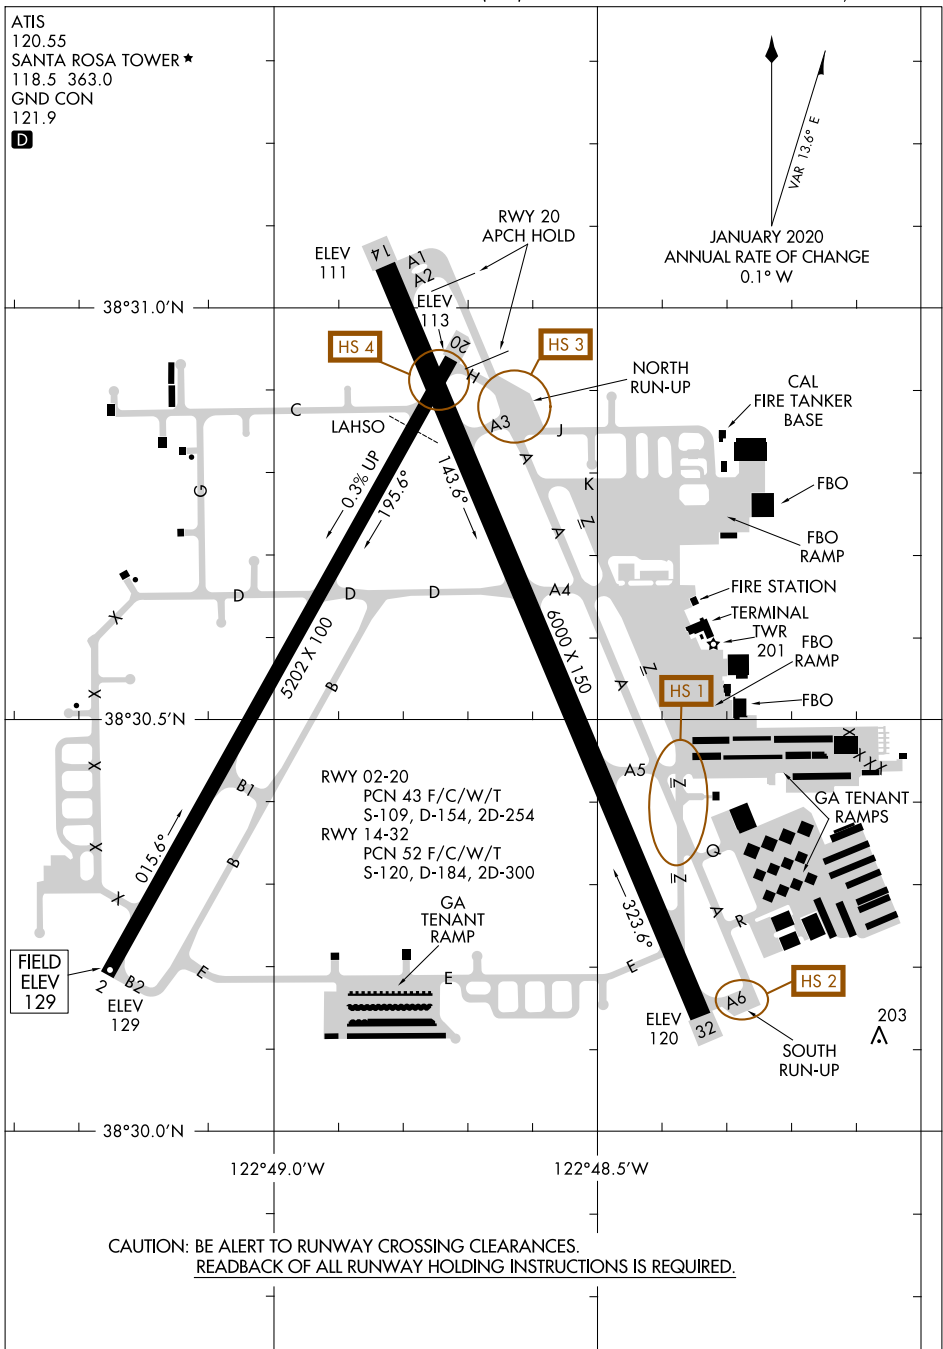 ATIS
120.55
SANTA ROSA TOWER ★
118.5 363.0
GND CON
121.9
D
VAR 13.6° E
JANUARY 2020
ANNUAL RATE OF CHANGE
0.1° W
RWY 20
APCH HOLD
ELEV
111
14
A1
A2
ELEV
113
20
38°31.0'N
HS 4
HS 3
H
NORTH
RUN-UP
CAL
FIRE TANKER
BASE
C
LAHSO
A3
J
A
K
G
0.3% UP
195.6°
143.6°
FBO
FBO
RAMP
A
Z
FIRE STATION
TERMINAL
TWR
201
D
D
D
A4
X
6000 X 150
5202 X 100
B
A
Z
FBO
RAMP
HS 1
FBO
X
38°30.5'N
X
X
X
X
X
X
A5
Z
B1
RWY 02-20
PCN 43 F/C/W/T
S-109, D-154, 2D-254
RWY 14-32
PCN 52 F/C/W/T
S-120, D-184, 2D-300
GA TENANT
RAMPS
015.6°
B
X
X
Q
Z
A
R
GA
TENANT
RAMP
323.6°
FIELD
ELEV
129
2
B2
ELEV
129
E
E
E
HS 2
A6
ELEV
120
32
203
SOUTH
RUN-UP
38°30.0'N
122°49.0'W
122°48.5'W
CAUTION: BE ALERT TO RUNWAY CROSSING CLEARANCES.
READBACK OF ALL RUNWAY HOLDING INSTRUCTIONS IS REQUIRED.